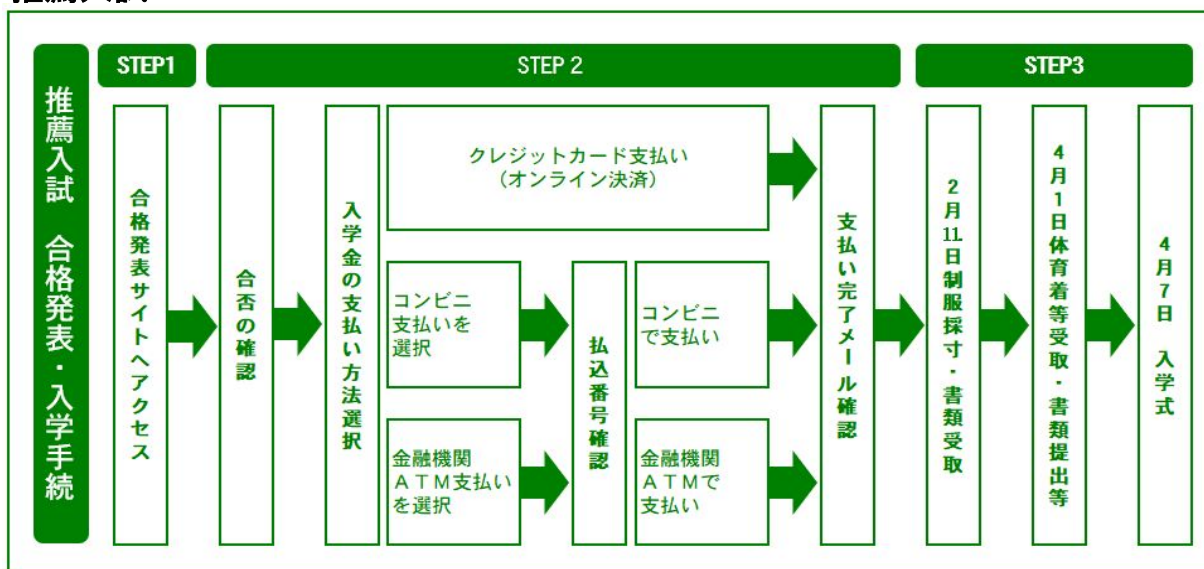 推薦入試 合格発表・入学手続
STEP1
STEP 2
STEP3
合格発表サイトへアクセス
合否の確認
入学金の支払い方法選択
クレジットカード支払い
(オンライン決済)
コンビニ
支払いを
選択
金融機関
ATM支払い
を選択
払込番号確認
コンビニ
で支払い
金融機関
ATMで
支払い
支払い完了メール確認
2月11日制服採寸・書類受取
4月1日体育着等受取・書類提出等
4月7日 入学式